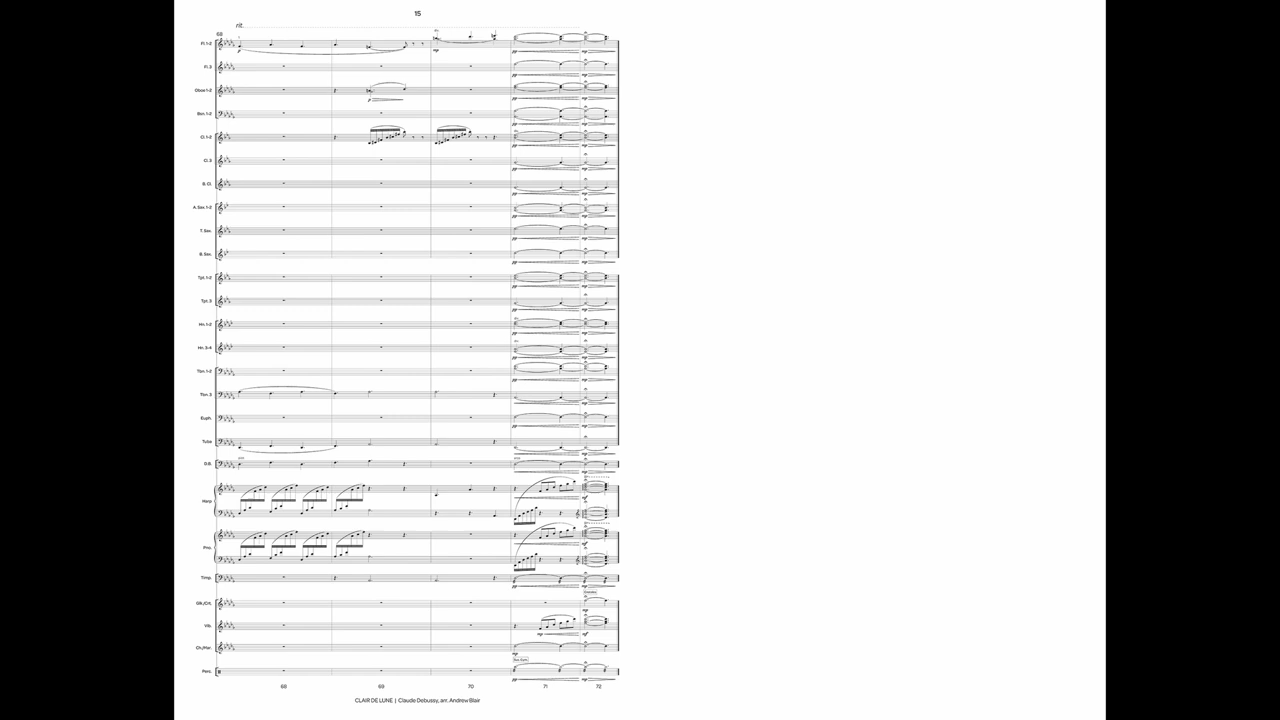 15
rit.
68
Fl. 1-2
Fl. 3
Oboe 1-2
Bsn. 1-2
Cl. 1-2
Cl. 3
B. Cl.
A. Sax. 1-2
T. Sax.
B. Sax.
Tpt. 1-2
Tpt. 3
Hn. 1-2
Hn. 3-4
Tbn. 1-2
Tbn. 3
Euph.
Tuba
D.B.
Harp
Pno.
Timp.
Glk./Crt.
Vib.
Ch./Mar.
Perc.
68 69 70 71 72
CLAIR DE LUNE | Claude Debussy, arr. Andrew Blair